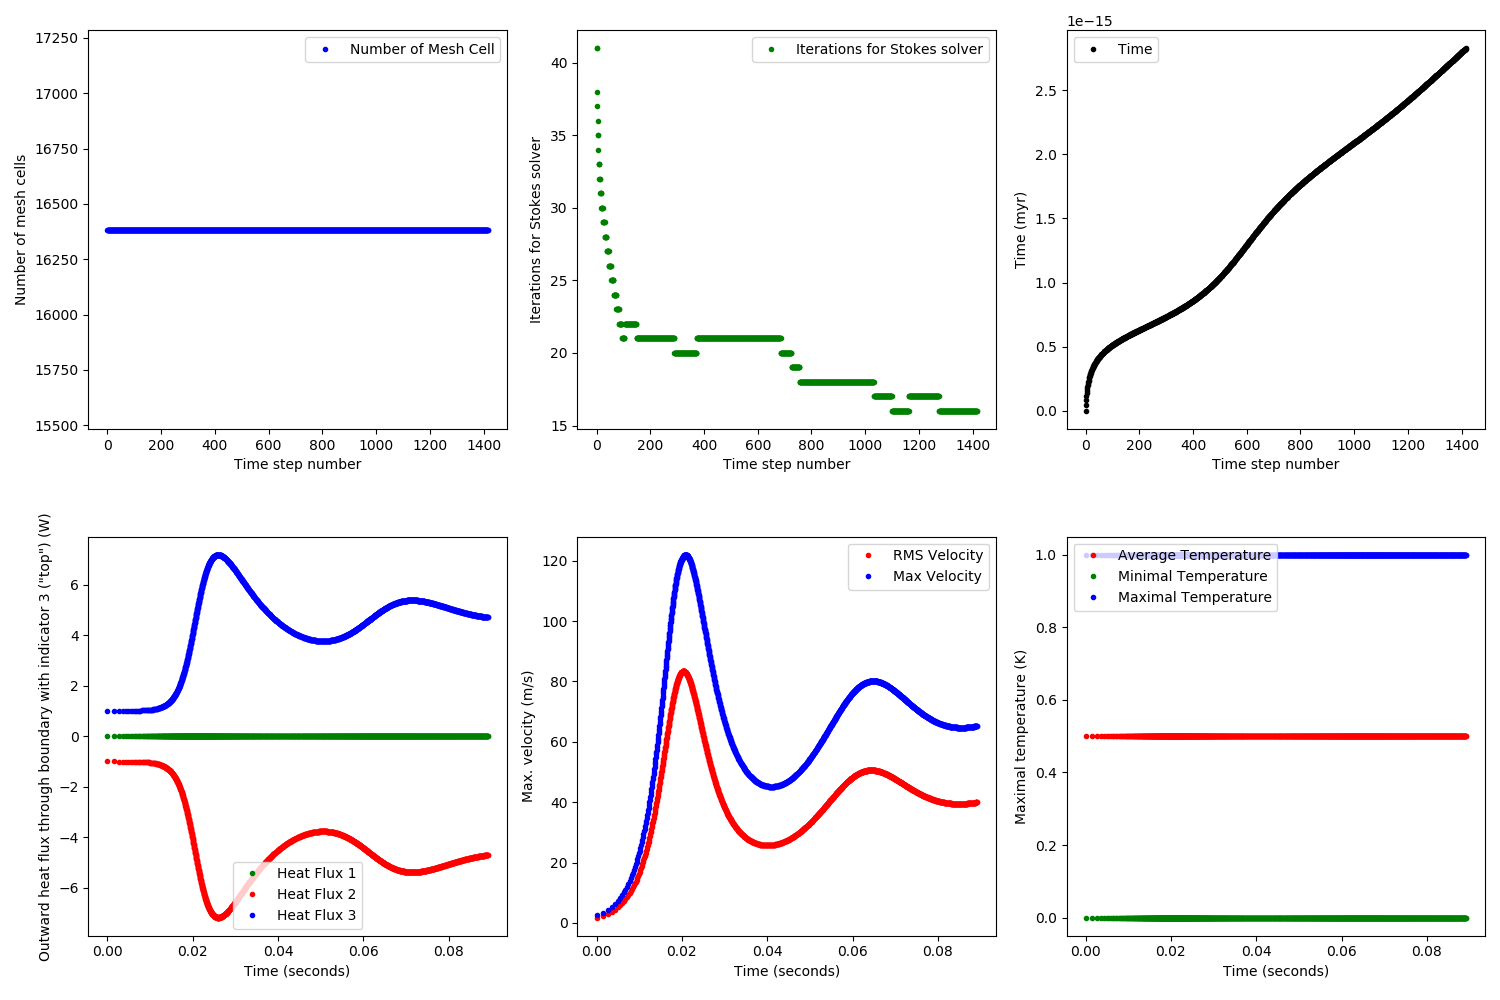 1e−15
17250
17000
16750
16500
16250
16000
15750
15500
Number of mesh cells
Number of Mesh Cell
0 200 400 600 800 1000 1200 1400
Time step number
40
35
30
25
20
15
Iterations for Stokes solver
Iterations for Stokes solver
0 200 400 600 800 1000 1200 1400
Time step number
2.5
2.0
1.5
1.0
0.5
0.0
Time (myr)
Time
0 200 400 600 800 1000 1200 1400
Time step number
6
4
2
0
−2
−4
−6
Outward heat flux through boundary with indicator 3 ("top") (W)
Heat Flux 1
Heat Flux 2
Heat Flux 3
0.00 0.02 0.04 0.06 0.08
Time (seconds)
120
100
80
60
40
20
0
Max. velocity (m/s)
RMS Velocity
Max Velocity
0.00 0.02 0.04 0.06 0.08
Time (seconds)
1.0
0.8
0.6
0.4
0.2
0.0
Maximal temperature (K)
Average Temperature
Minimal Temperature
Maximal Temperature
0.00 0.02 0.04 0.06 0.08
Time (seconds)